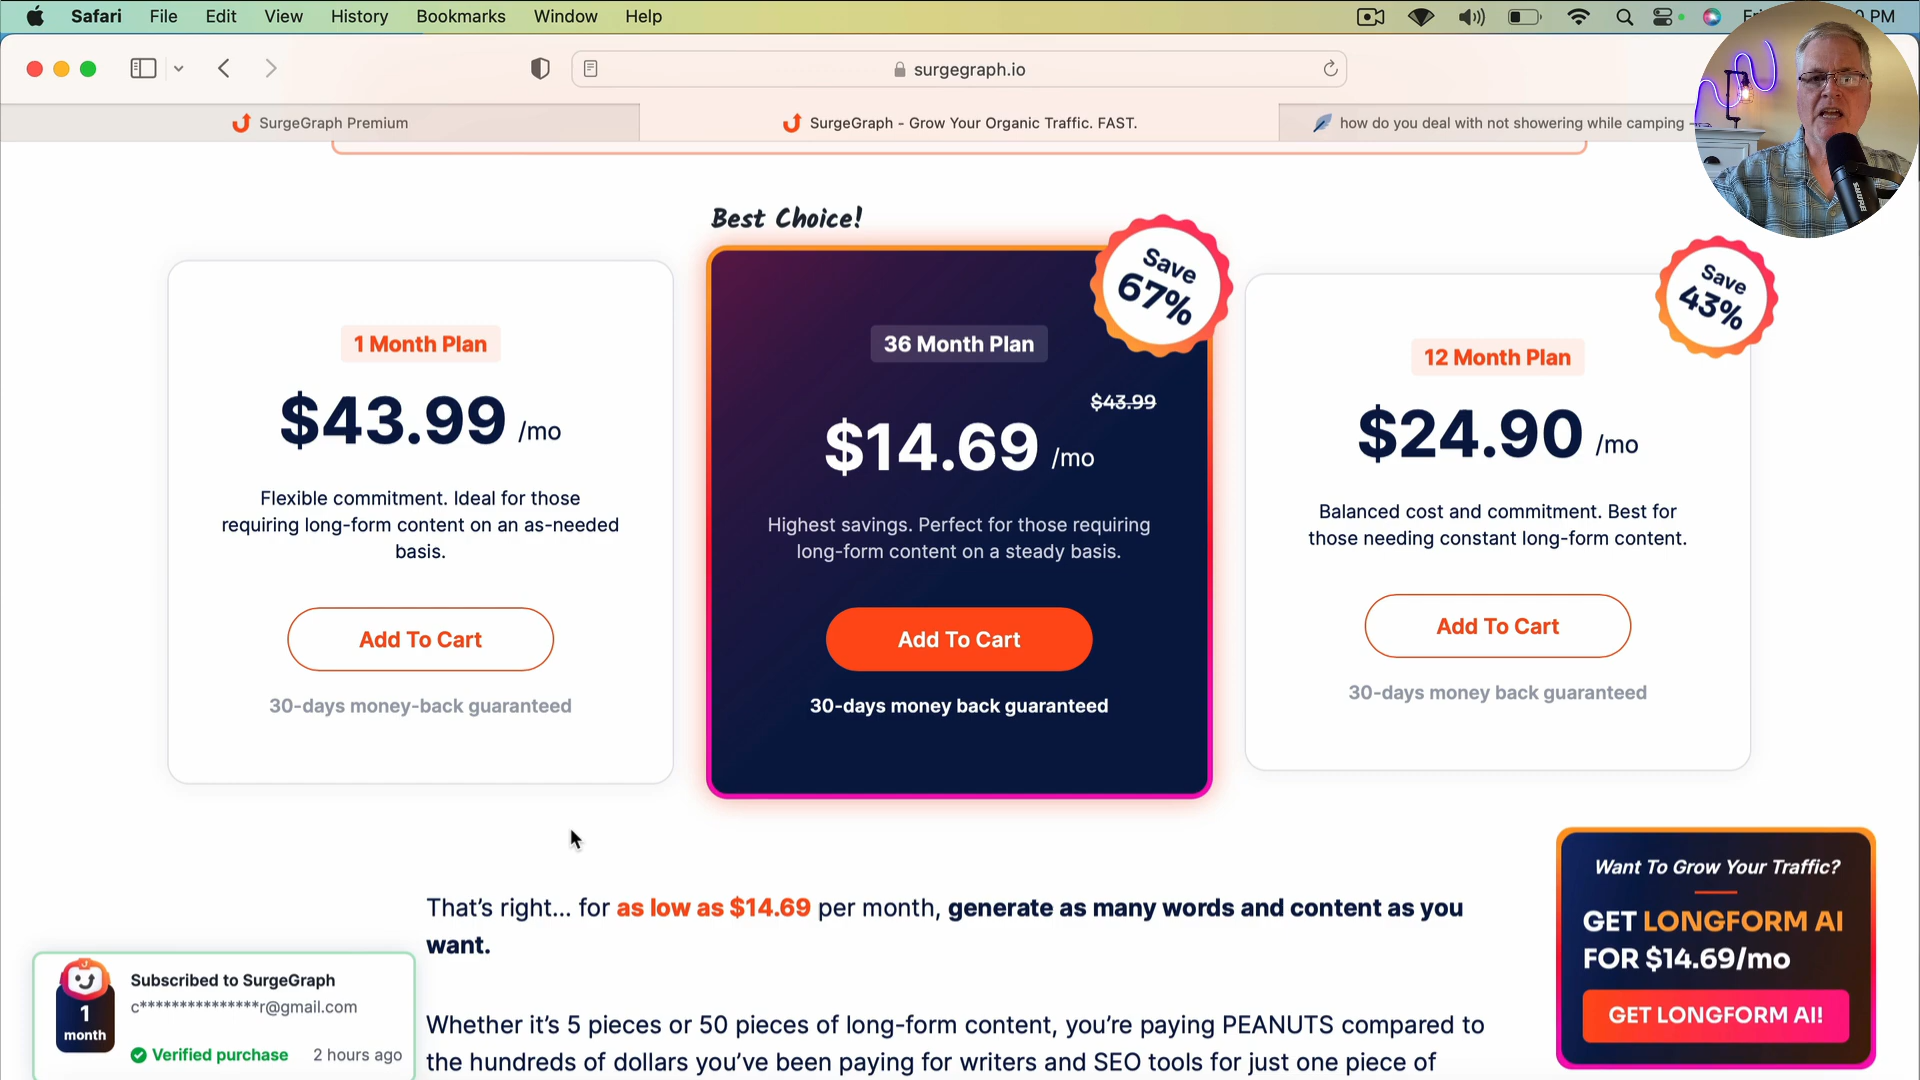 Safari File Edit View History Bookmarks Window Help
PM
surgegraph.io
SurgeGraph Premium
SurgeGraph - Grow Your Organic Traffic. FAST.
how do you deal with not showering while camping -
Best Choice!
Save
67%
Save
43%
1 Month Plan
$43.99 /mo
Flexible commitment. Ideal for those
requiring long-form content on an as-needed
basis.
Add To Cart
30-days money-back guaranteed
36 Month Plan
$43.99
$14.69 /mo
Highest savings. Perfect for those requiring
long-form content on a steady basis.
Add To Cart
30-days money back guaranteed
12 Month Plan
$24.90 /mo
Balanced cost and commitment. Best for
those needing constant long-form content.
Add To Cart
30-days money back guaranteed
That's right... for as low as $14.69 per month, generate as many words and content as you
want.
Whether it's 5 pieces or 50 pieces of long-form content, you're paying PEANUTS compared to
the hundreds of dollars you've been paying for writers and SEO tools for just one piece of
1
month
Subscribed to SurgeGraph
c***************r@gmail.com
Verified purchase 2 hours ago
Want To Grow Your Traffic?
GET LONGFORM AI
FOR $14.69/mo
GET LONGFORM AI!
SHURE